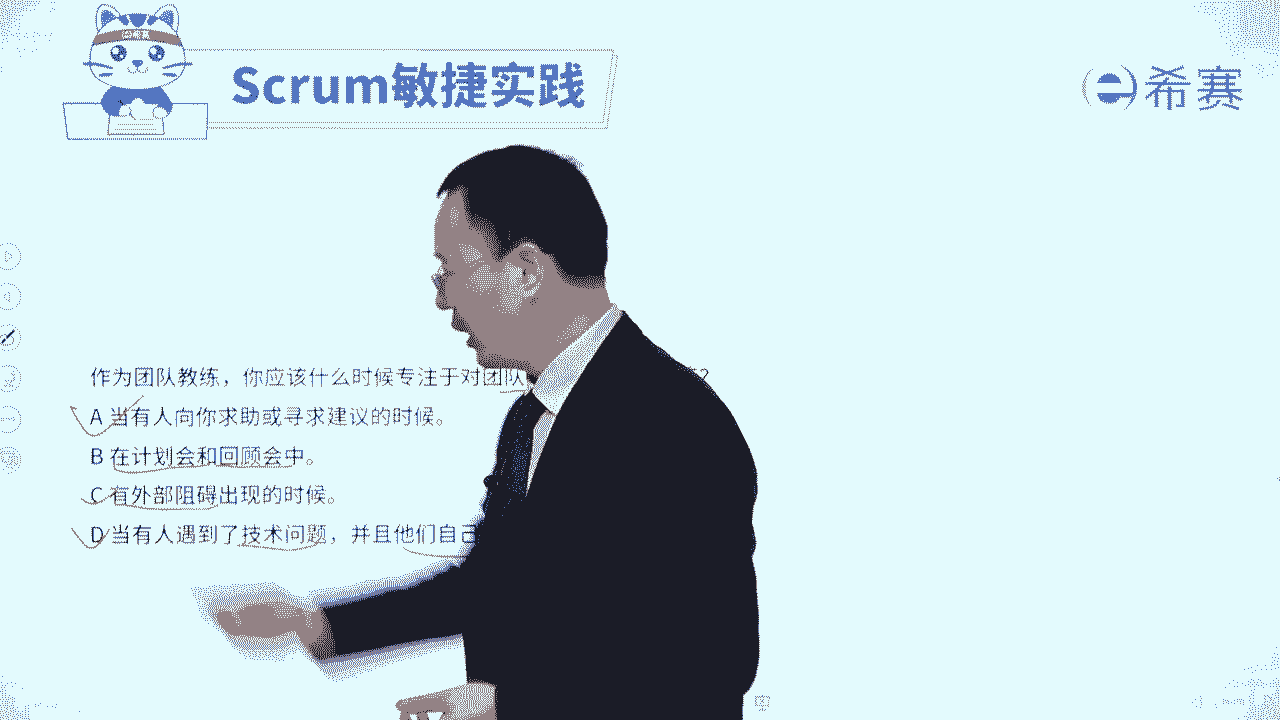 Scrum敏捷实践
希赛
作为团队教练，你应该什么时候专注于对团队
？
A 当有人向你求助或寻求建议的时候。
B 在计划会和回顾会中。
C 有外部阻碍出现的时候。
D 当有人遇到了技术问题，并且他们自己